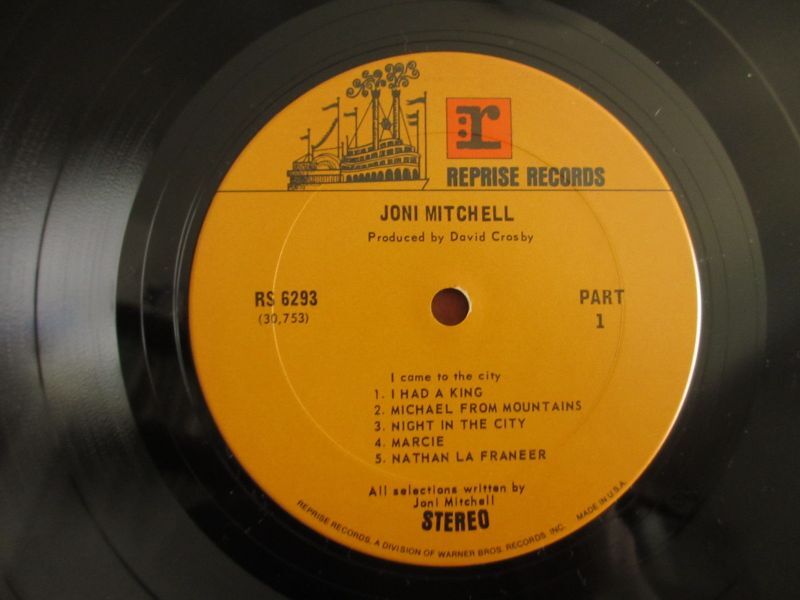 :r
REPRISE RECORDS
JONI MITCHELL
Produced by David Crosby
RS 6293
(30,753)
PART
1
I came to the city
1. I HAD A KING
2. MICHAEL FROM MOUNTAINS
3. NIGHT IN THE CITY
4. MARCIE
5. NATHAN LA FRANEER
All selections written by
Joni Mitchell
STEREO
REPRISE RECORDS, A DIVISION OF WARNER BROS. RECORDS INC. MADE IN U.S.A.